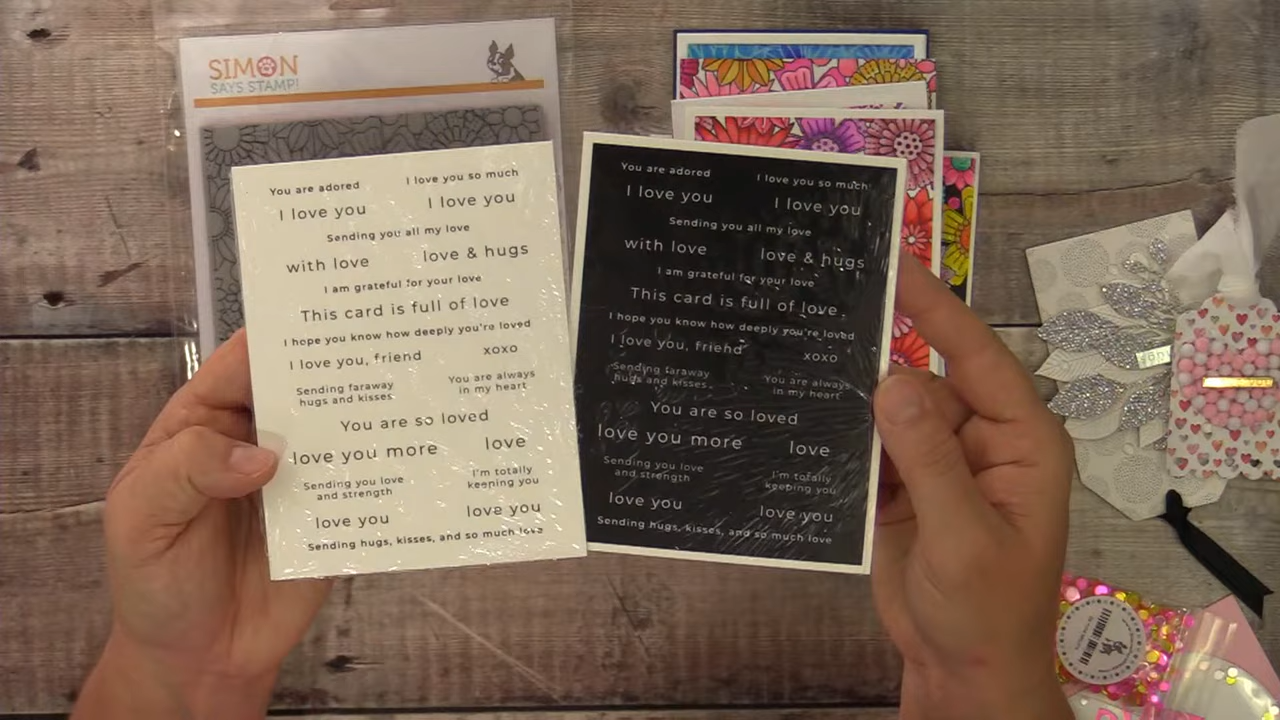 SIMON
SAYS STAMP!
You are adored
I love you so much
I love you
I love you
Sending you all my love
with love
love & hugs
I am grateful for your love
This card is full of love
I hope you know how deeply you're loved
I love you, friend
xoxo
Sending faraway
hugs and kisses
You are always
in my heart
You are so loved
love you more
love
Sending you love
and strength
I'm totally
keeping you
love you
love you
Sending hugs, kisses, and so much love
You are adored
I love you so much
I love you
I love you
Sending you all my love
with love
love & hugs
I am grateful for your love
This card is full of love
I hope you know how deeply you're loved
I love you, friend
xoxo
Sending faraway
hugs and kisses
You are always
in my heart
You are so loved
love you more
love
Sending you love
and strength
I'm totally
keeping you
love you
love you
Sending hugs, kisses, and so much love